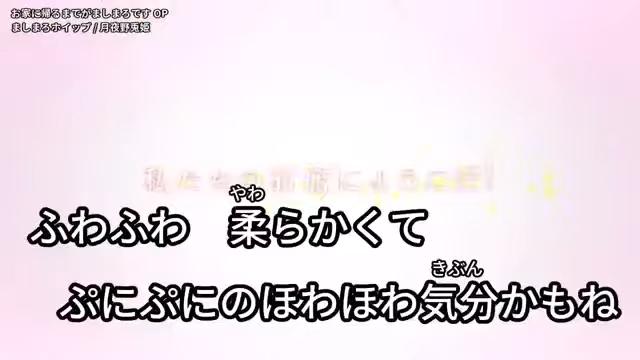 お家に帰るまでがましまろです OP
ましまろホイップ / 月夜野兎姫
やわ
ふわふわ　柔らかくて
きぶん
ぷにぷにのほわほわ気分かもね